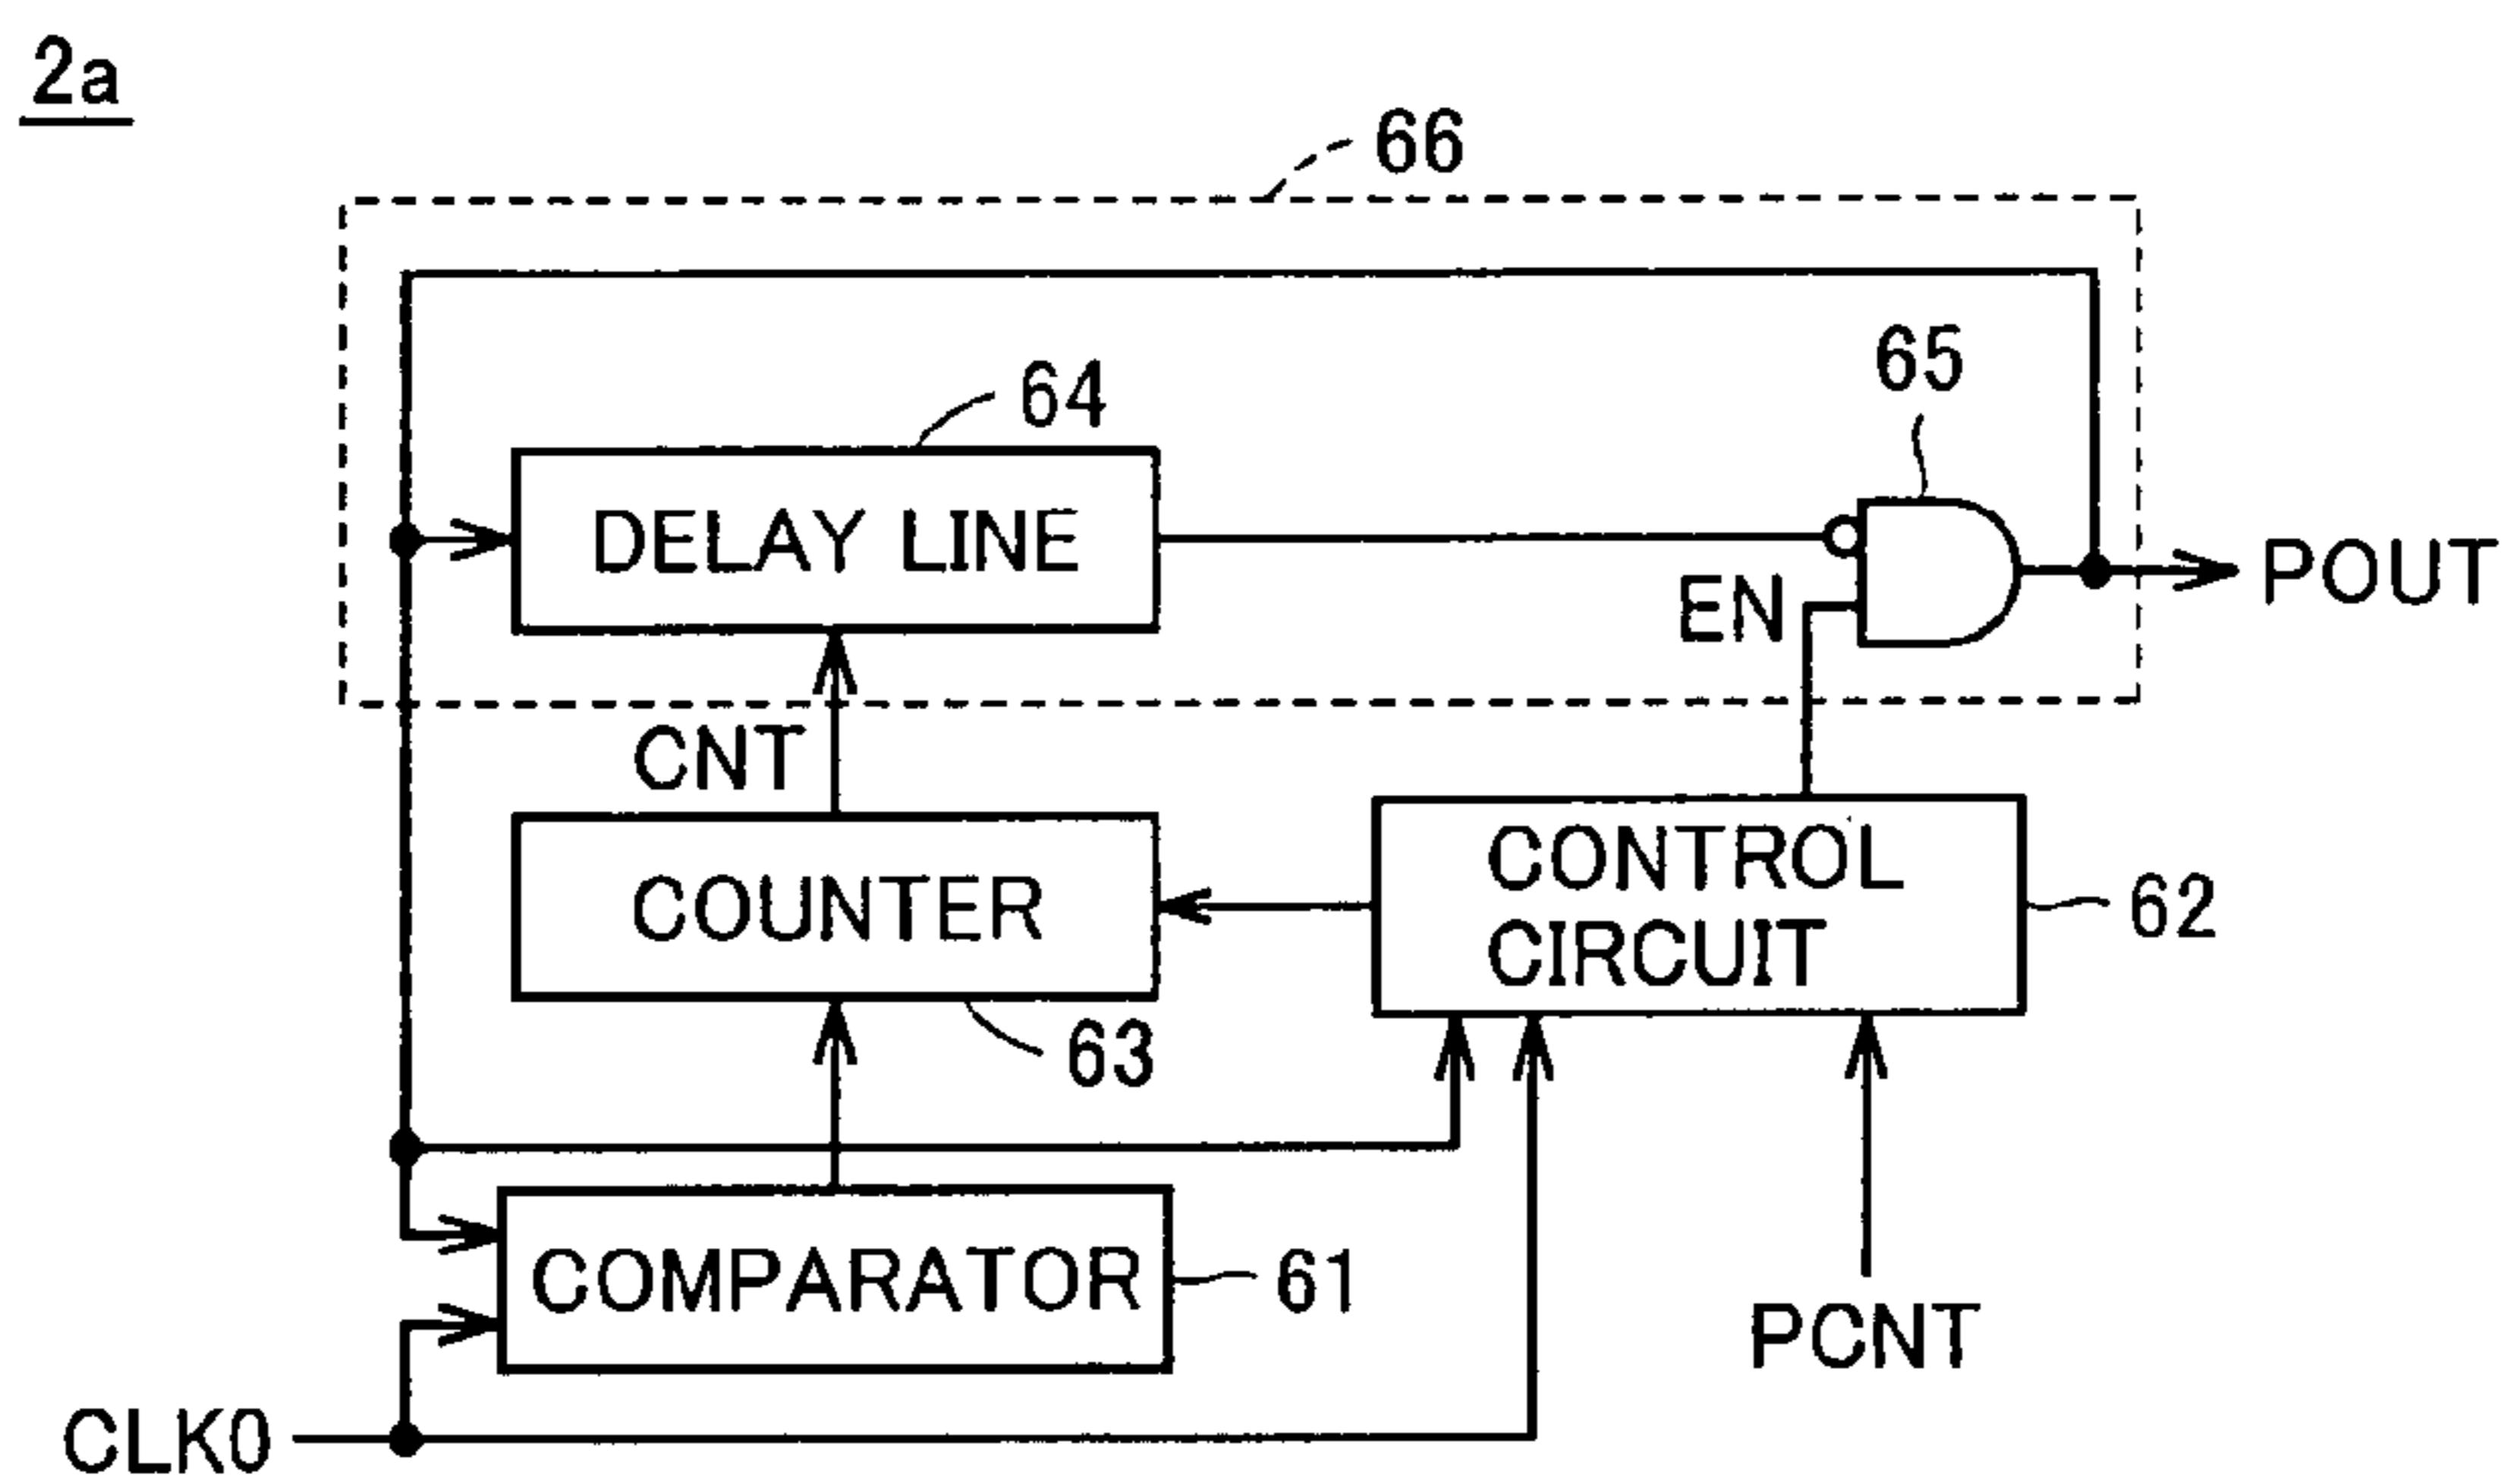 2a
66
65
64
DELAY LINE
EN
POUT
CNT
CONTROL
CIRCUIT
COUNTER
62
63
COMPARATOR
61
PCNT
CLK0